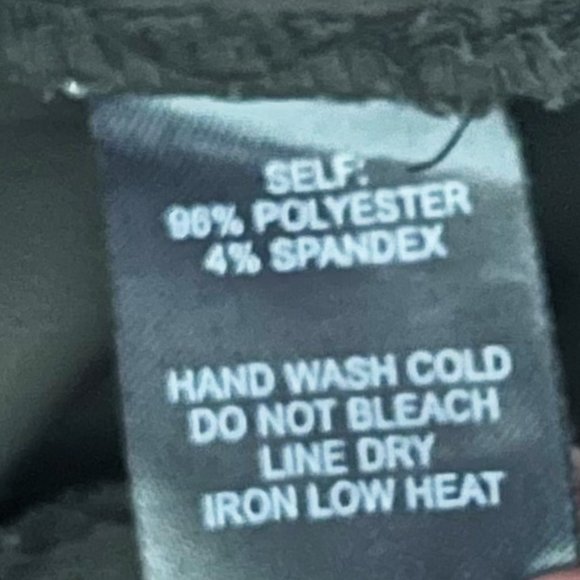 SELF:
96% POLYESTER
4% SPANDEX
HAND WASH COLD
DO NOT BLEACH
LINE DRY
IRON LOW HEAT